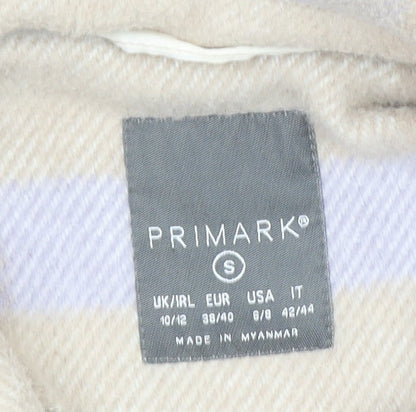 PRIMARK®
S
UK/IRL EUR USA IT
10/12 38/40 6/8 42/44
MADE IN MYANMAR